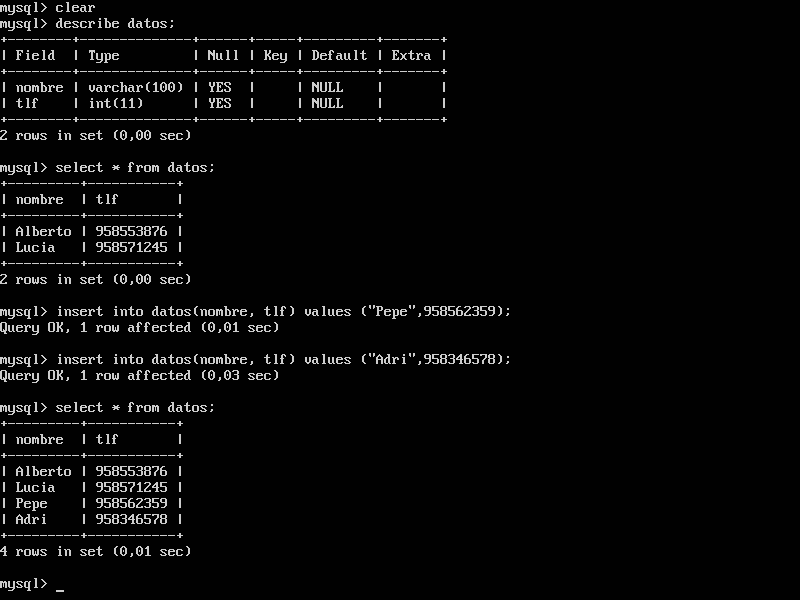 mysql> clear
mysql> describe datos;
+---------+--------------+------+-----+---------+-------+
| Field   | Type         | Null | Key | Default | Extra |
+---------+--------------+------+-----+---------+-------+
| nombre  | varchar(100) | YES  |     | NULL    |       |
| tlf     | int(11)      | YES  |     | NULL    |       |
+---------+--------------+------+-----+---------+-------+
2 rows in set (0,00 sec)
mysql> select * from datos;
+---------+-----------+
| nombre  | tlf       |
+---------+-----------+
| Alberto | 958553876 |
| Lucia   | 958571245 |
+---------+-----------+
2 rows in set (0,00 sec)
mysql> insert into datos(nombre, tlf) values ("Pepe",958562359);
Query OK, 1 row affected (0,01 sec)
mysql> insert into datos(nombre, tlf) values ("Adri",958346578);
Query OK, 1 row affected (0,03 sec)
mysql> select * from datos;
+---------+-----------+
| nombre  | tlf       |
+---------+-----------+
| Alberto | 958553876 |
| Lucia   | 958571245 |
| Pepe    | 958562359 |
| Adri    | 958346578 |
+---------+-----------+
4 rows in set (0,01 sec)
mysql> _